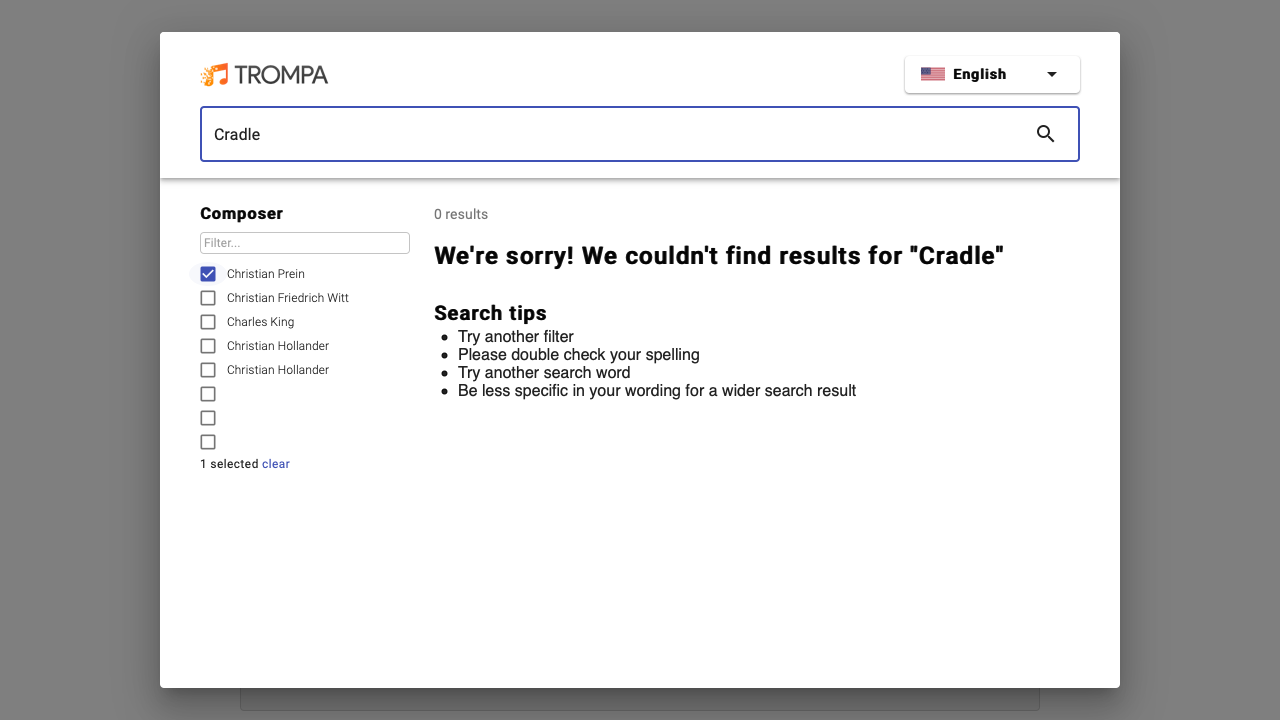 TROMPA
English
Cradle
Composer
Filter...
Christian Prein
Christian Friedrich Witt
Charles King
Christian Hollander
Christian Hollander
1 selected clear
0 results
We're sorry! We couldn't find results for "Cradle"
Search tips
Try another filter
Please double check your spelling
Try another search word
Be less specific in your wording for a wider search result